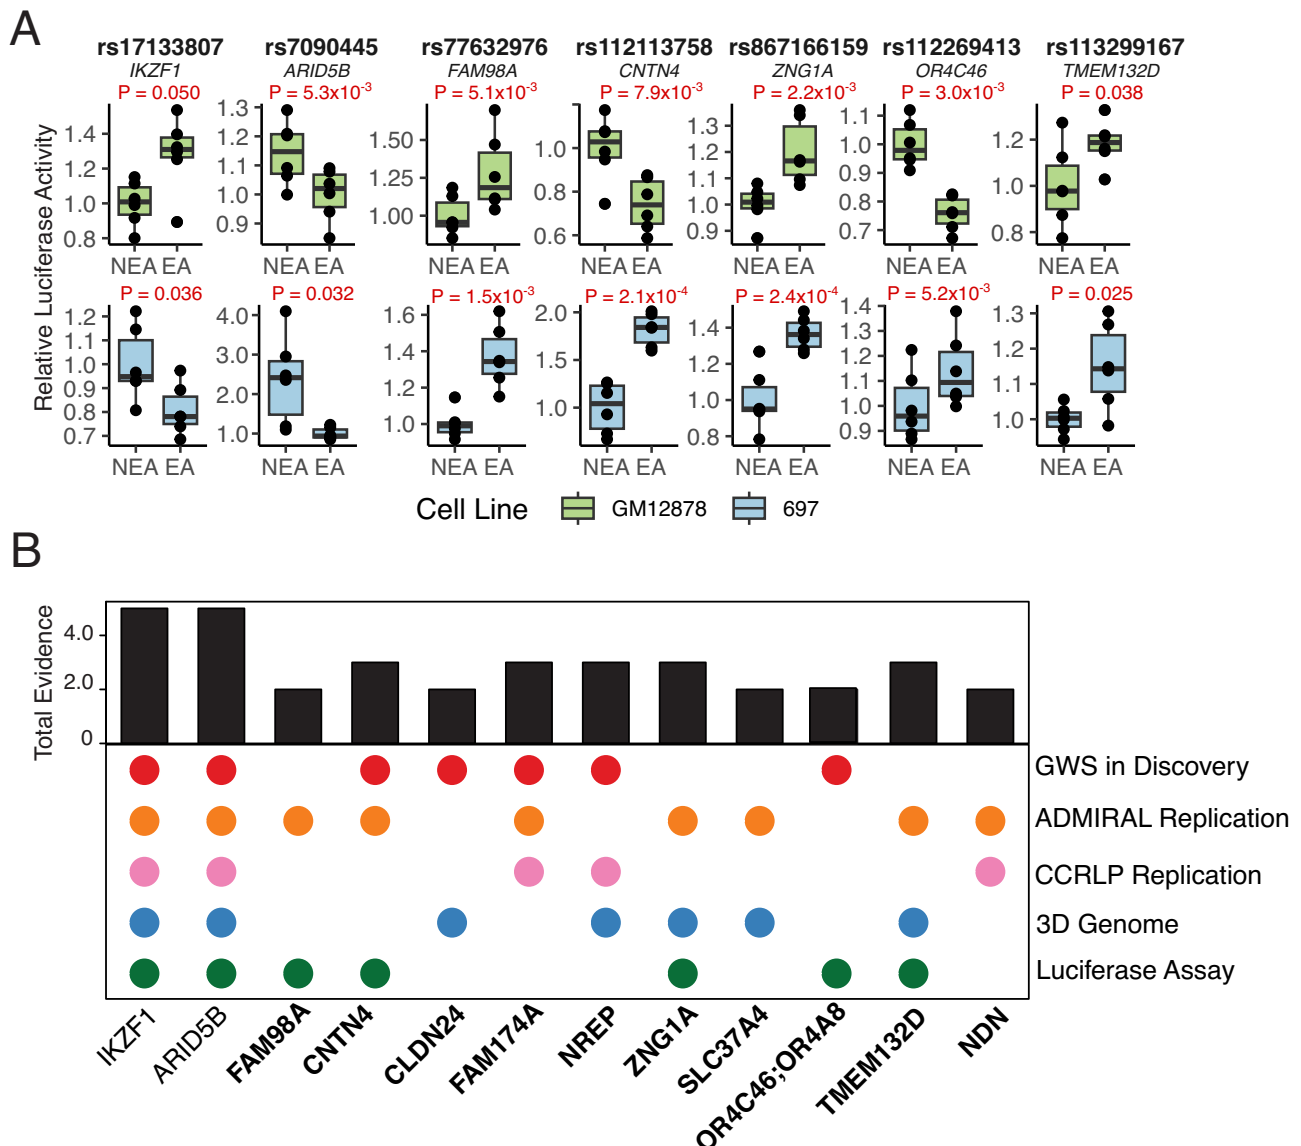 A
rs17133807 rs7090445 rs77632976 rs112113758 rs867166159 rs112269413 rs113299167
IKZF1 ARID5B FAM98A CNTN4 ZNG1A OR4C46 TMEM132D
P = 0.050 P = 5.3x10-3 P = 5.1x10-3 P = 7.9x10-3 P = 2.2x10-3 P = 3.0x10-3 P = 0.038
Relative Luciferase Activity
1.4 1.2 1.0 0.8
1.3 1.2 1.1 1.0 0.9
1.50 1.25 1.00
1.0 0.8 0.6
1.3 1.2 1.1 1.0 0.9
1.1 1.0 0.9 0.8 0.7
1.2 1.0 0.8
NEA EA NEA EA NEA EA NEA EA NEA EA NEA EA NEA EA
P = 0.036 P = 0.032 P = 1.5x10-3 P = 2.1x10-4 P = 2.4x10-4 P = 5.2x10-3 P = 0.025
1.2 1.1 1.0 0.9 0.8 0.7
4.0 3.0 2.0 1.0
1.6 1.4 1.2 1.0
2.0 1.5 1.0
1.4 1.2 1.0 0.8
1.4 1.3 1.2 1.1 1.0 0.9
1.3 1.2 1.1 1.0
NEA EA NEA EA NEA EA NEA EA NEA EA NEA EA NEA EA
Cell Line GM12878 697
B
Total Evidence
4.0
2.0
0
GWS in Discovery
ADMIRAL Replication
CCRLP Replication
3D Genome
Luciferase Assay
IKZF1
ARID5B
FAM98A
CNTN4
CLDN24
FAM174A
NREP
ZNG1A
SLC37A4
OR4C46;OR4A8
TMEM132D
NDN